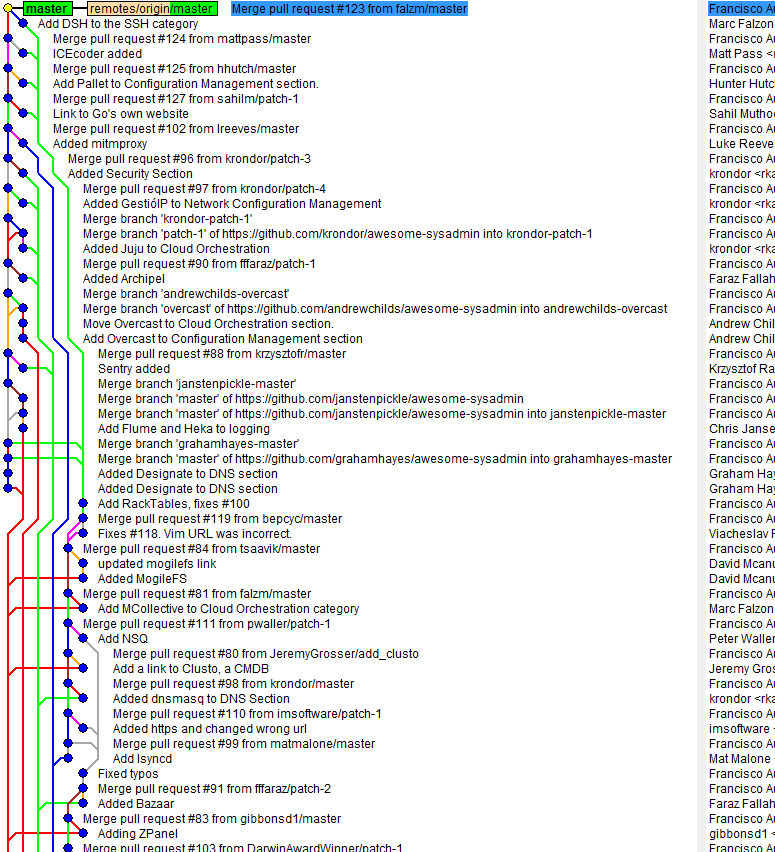 master remotes/origin/master Merge pull request #123 from falzm/master Francisco
Add DSH to the SSH category Marc Falzon
Merge pull request #124 from mattpass/master Francisco
ICEcoder added Matt Pass
Merge pull request #125 from hhutch/master Francisco
Add Pallet to Configuration Management section. Hunter
Merge pull request #127 from sahilm/patch-1 Francisco
Link to Go's own website Sahil
Merge pull request #102 from lreeves/master Francisco
Added mitmproxy Luke Reeve
Merge pull request #96 from krondor/patch-3 Francisco
Added Security Section krondor
Merge pull request #97 from krondor/patch-4 Francisco
Added GestióIP to Network Configuration Management krondor
Merge branch 'krondor-patch-1' Francisco
Merge branch 'patch-1' of https://github.com/krondor/awesome-sysadmin into krondor-patch-1 Francisco
Added Juju to Cloud Orchestration krondor
Merge pull request #90 from fffaraz/patch-1 Francisco
Added Archipel Faraz
Merge branch 'andrewchilds-overcast' Francisco
Merge branch 'overcast' of https://github.com/andrewchilds/awesome-sysadmin into andrewchilds-overcast Francisco
Move Overcast to Cloud Orchestration section. Andrew
Add Overcast to Configuration Management section Andrew
Merge pull request #88 from krzysztofr/master Francisco
Sentry added Krzysztof
Merge branch 'janstenpickle-master' Francisco
Merge branch 'master' of https://github.com/janstenpickle/awesome-sysadmin Francisco
Merge branch 'master' of https://github.com/janstenpickle/awesome-sysadmin into janstenpickle-master Francisco
Add Flume and Heka to logging Chris
Merge branch 'grahamhayes-master' Francisco
Merge branch 'master' of https://github.com/grahamhayes/awesome-sysadmin into grahamhayes-master Francisco
Added Designate to DNS section Graham
Added Designate to DNS section Graham
Add RackTables, fixes #100 Francisco
Merge pull request #119 from bepcyc/master Francisco
Fixes #118. Vim URL was incorrect. Viacheslav
Merge pull request #84 from tsaavik/master Francisco
updated mogilefs link David
Added MogileFS David
Merge pull request #81 from falzm/master Francisco
Add MCollective to Cloud Orchestration category Marc Falzon
Merge pull request #111 from pwaller/patch-1 Francisco
Add NSQ Peter
Merge pull request #80 from JeremyGrosser/add_clusto Francisco
Add a link to Clusto, a CMDB Jeremy
Merge pull request #98 from krondor/master Francisco
Added dnsmasq to DNS Section krondor
Merge pull request #110 from imsoftware/patch-1 Francisco
Added https and changed wrong url imsoftware
Merge pull request #99 from matmalone/master Francisco
Add lsyncd Mat Malone
Fixed typos Francisco
Merge pull request #91 from fffaraz/patch-2 Francisco
Added Bazaar Faraz
Merge pull request #83 from gibbonsd1/master Francisco
Adding ZPanel gibbonsd1
Merge pull request #103 from DarwinAwardWinner/patch-1 Francisco